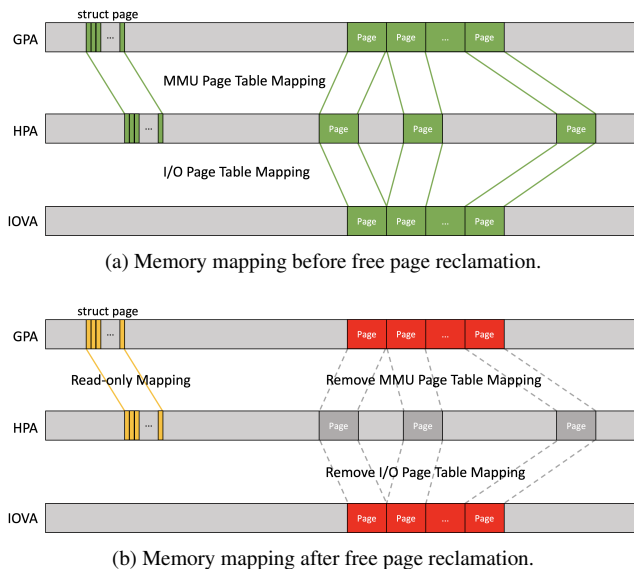 struct page
GPA
...
Page Page ... Page
MMU Page Table Mapping
HPA
...
Page Page Page
I/O Page Table Mapping
IOVA
Page Page ... Page
(a) Memory mapping before free page reclamation.
struct page
GPA
...
Page Page ... Page
Read-only Mapping
Remove MMU Page Table Mapping
HPA
...
Page Page Page
Remove I/O Page Table Mapping
IOVA
Page Page ... Page
(b) Memory mapping after free page reclamation.